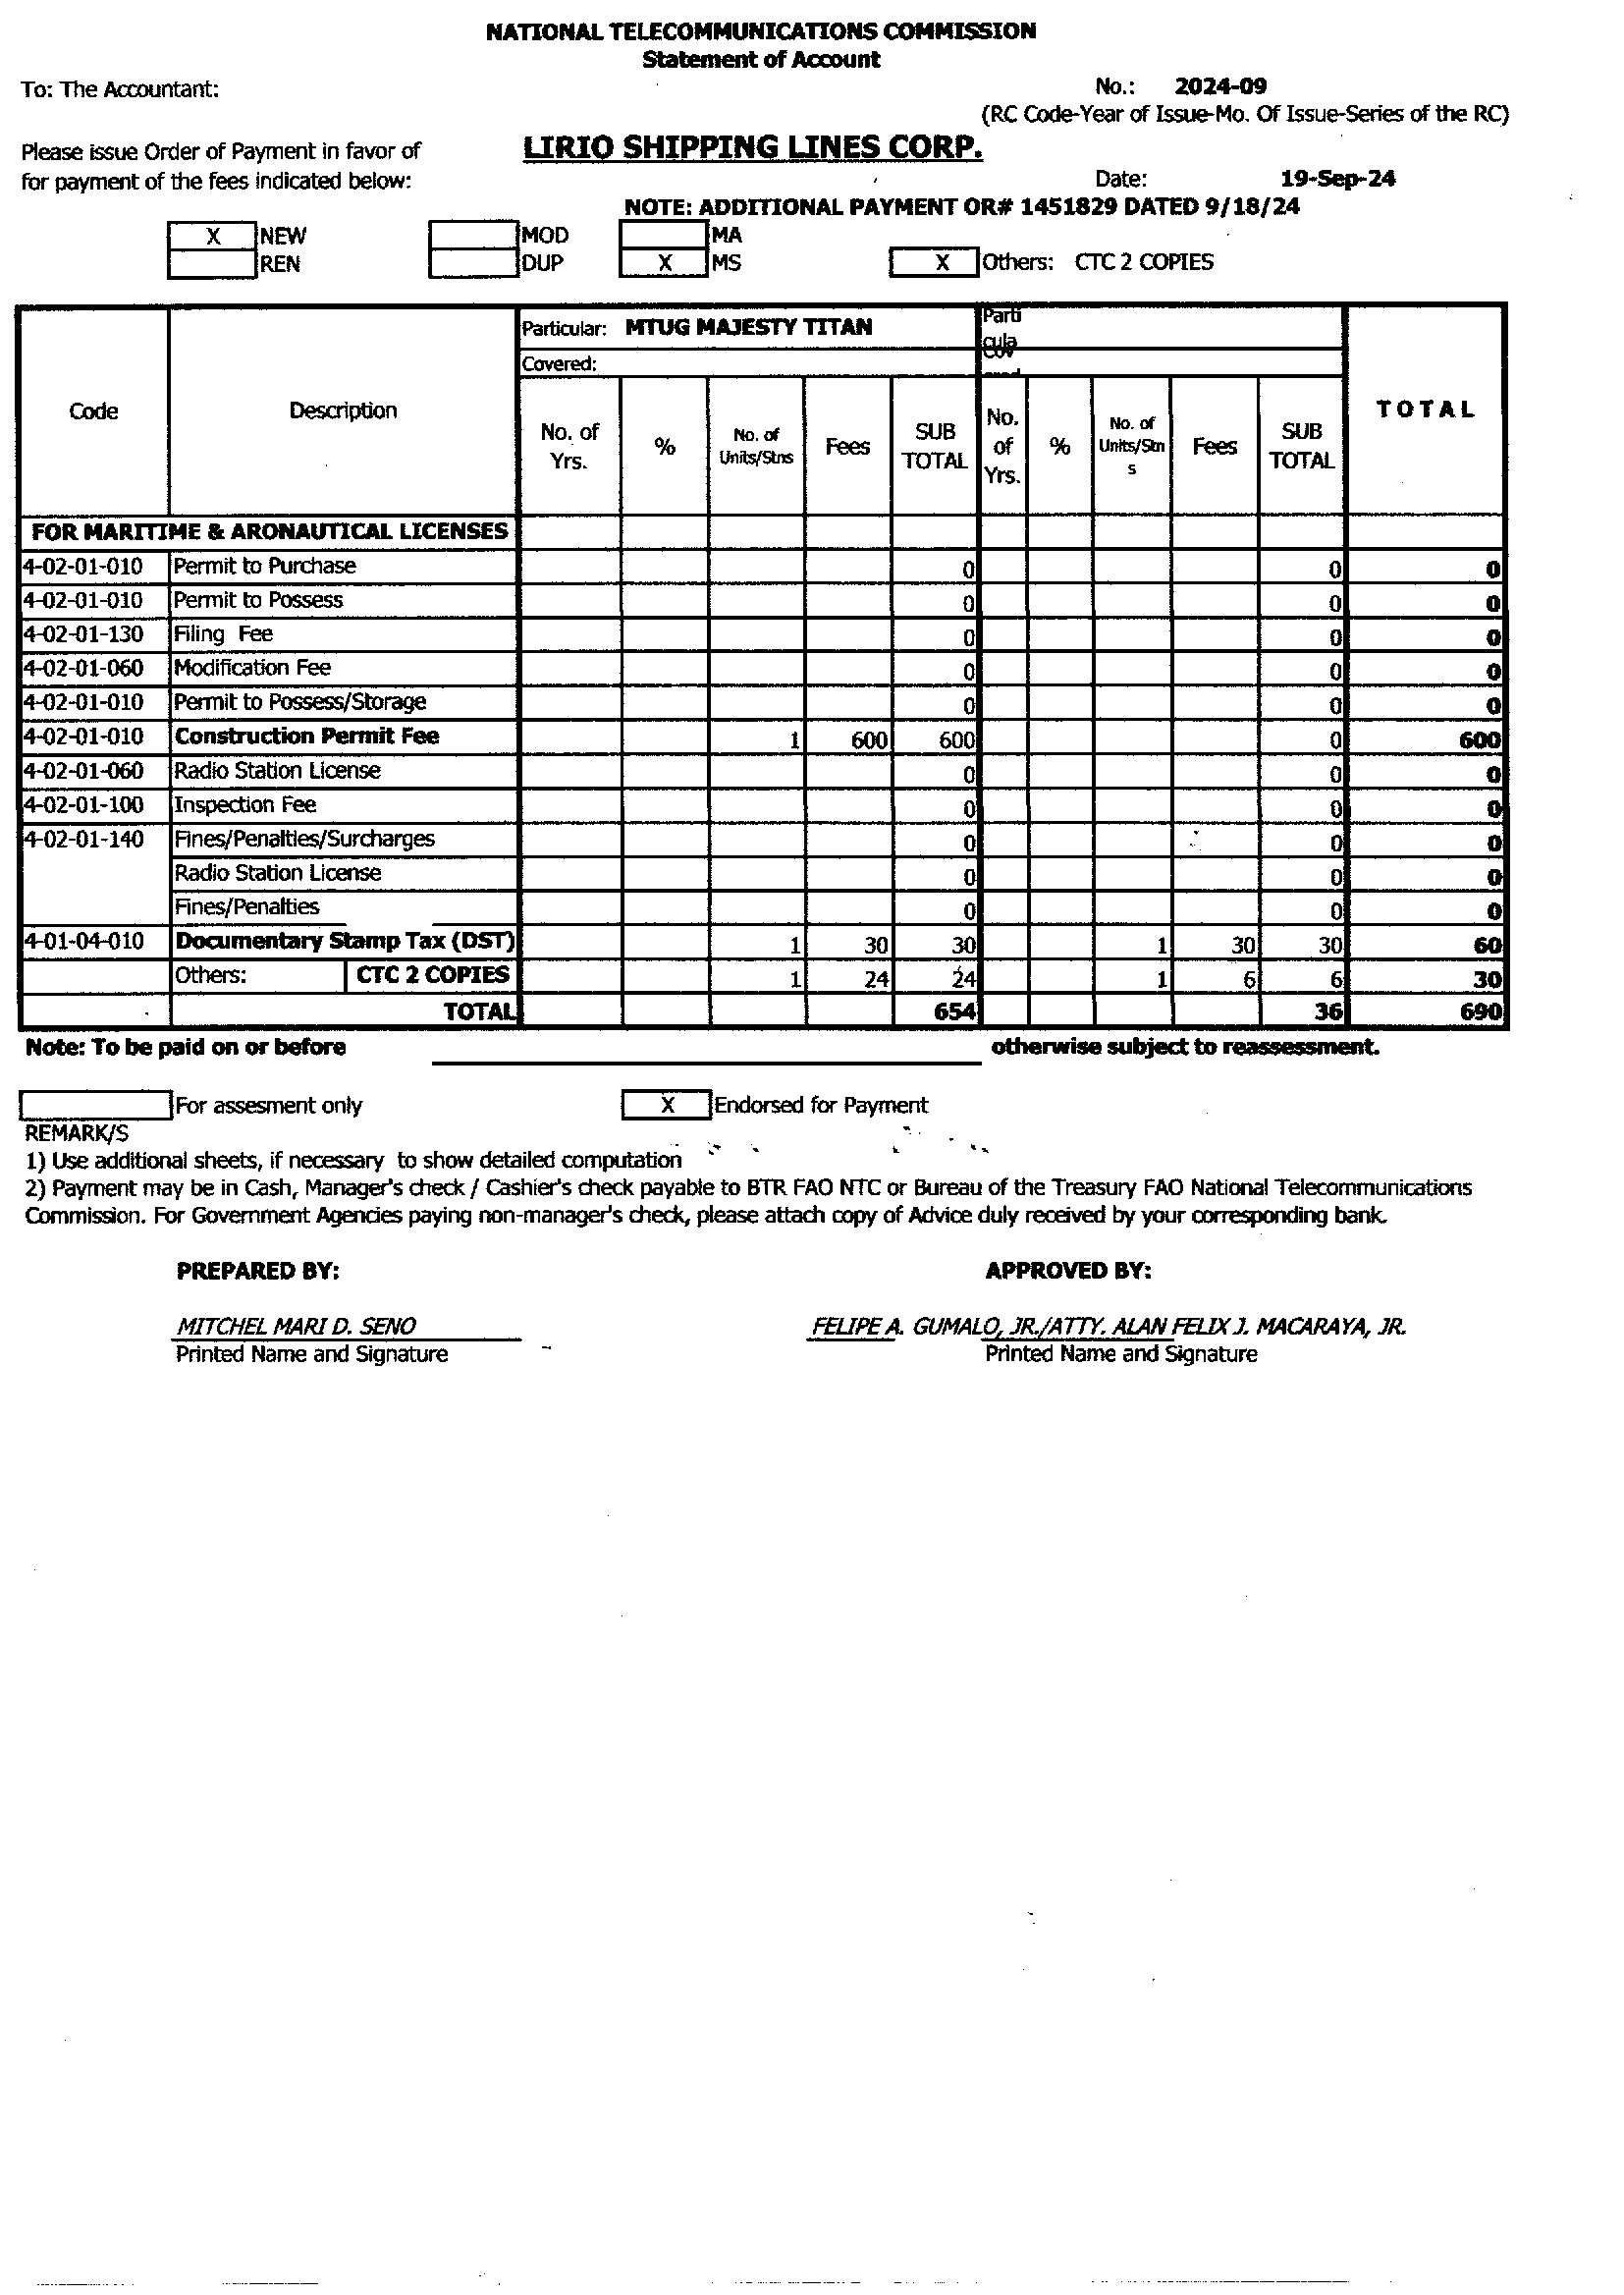 NATIONAL TELECOMMUNICATIONS COMMISSION
Statement of Account
To: The Accountant:
No.: 2024-09
(RC Code-Year of Issue-Mo. Of Issue-Series of the RC)
Please issue Order of Payment in favor of LIRIO SHIPPING LINES CORP.
for payment of the fees indicated below:
Date: 19-Sep-24
NOTE: ADDITIONAL PAYMENT OR# 1451829 DATED 9/18/24
X NEW MOD MA
REN DUP X MS X Others: CTC 2 COPIES
Code Description Particular: MTUG MAJESTY TITAN Parti cula TOTAL
Covered: Cov ered
No. of Yrs. % No. of Units/Stns Fees SUB TOTAL No. of Yrs. % No. of Units/Stn s Fees SUB TOTAL
FOR MARITIME & ARONAUTICAL LICENSES
4-02-01-010 Permit to Purchase 0 0 0
4-02-01-010 Permit to Possess 0 0 0
4-02-01-130 Filing Fee 0 0 0
4-02-01-060 Modification Fee 0 0 0
4-02-01-010 Permit to Possess/Storage 0 0 0
4-02-01-010 Construction Permit Fee 1 600 600 0 600
4-02-01-060 Radio Station License 0 0 0
4-02-01-100 Inspection Fee 0 0 0
4-02-01-140 Fines/Penalties/Surcharges 0 0 0
Radio Station License 0 0 0
Fines/Penalties 0 0 0
4-01-04-010 Documentary Stamp Tax (DST) 1 30 30 1 30 30 60
Others: CTC 2 COPIES 1 24 24 1 6 6 30
TOTAL 654 36 690
Note: To be paid on or before otherwise subject to reassessment.
For assesment only X Endorsed for Payment
REMARK/S
1) Use additional sheets, if necessary to show detailed computation
2) Payment may be in Cash, Manager's check / Cashier's check payable to BTR FAO NTC or Bureau of the Treasury FAO National Telecommunications
Commission. For Government Agencies paying non-manager's check, please attach copy of Advice duly received by your corresponding bank.
PREPARED BY: APPROVED BY:
MITCHEL MARI D. SENO FELIPE A. GUMALO, JR./ATTY. ALAN FELIX J. MACARAYA, JR.
Printed Name and Signature Printed Name and Signature